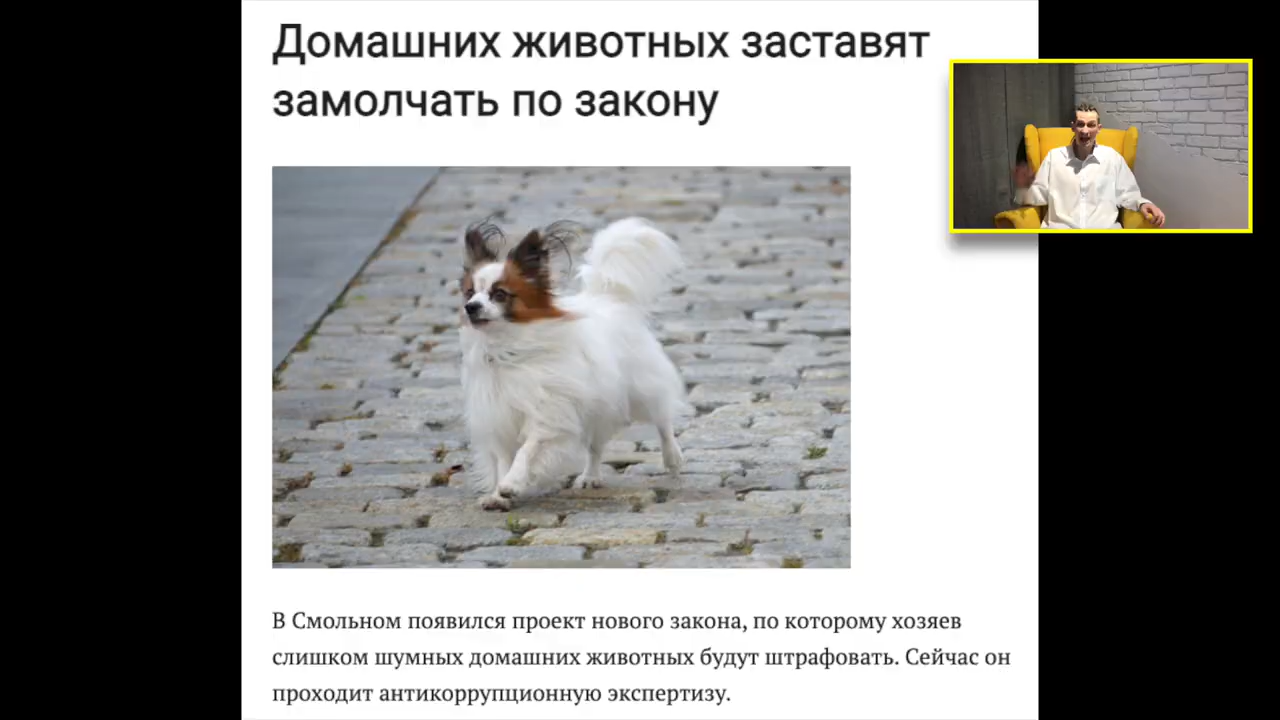 Домашних животных заставят
замолчать по закону
В Смольном появился проект нового закона, по которому хозяев
слишком шумных домашних животных будут штрафовать. Сейчас он
проходит антикоррупционную экспертизу.